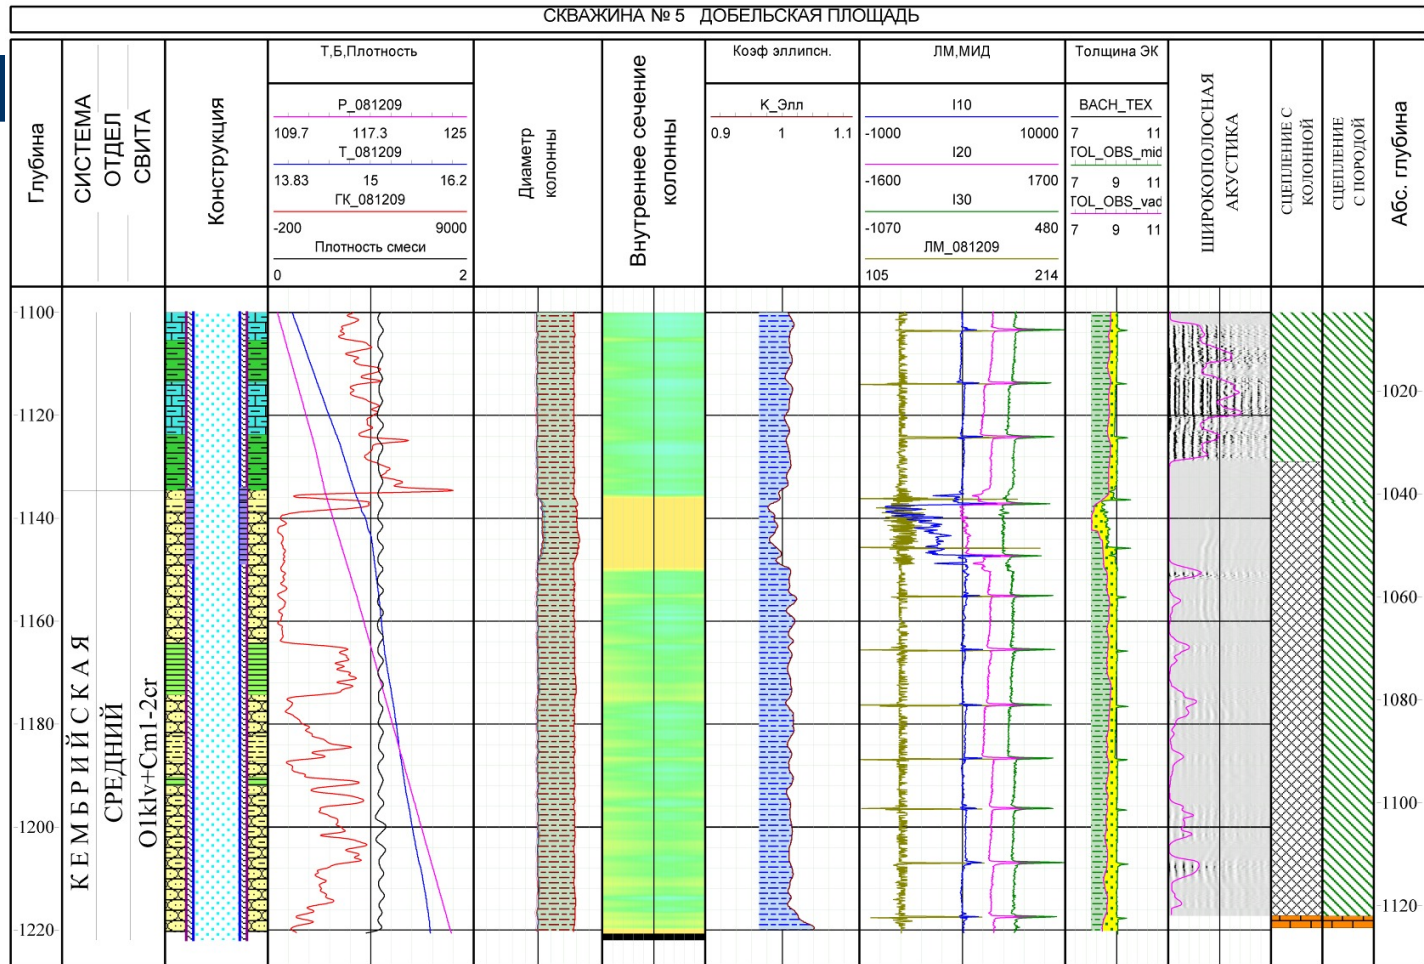 СКВАЖИНА № 5 ДОБЕЛЬСКАЯ ПЛОЩАДЬ
Глубина
СИСТЕМА
ОТДЕЛ
СВИТА
Конструкция
Т,Б,Плотность
P_081209
109.7 117.3 125
T_081209
13.83 15 16.2
ГК_081209
-200 9000
Плотность смеси
0 2
Диаметр
колонны
Внутреннее сечение
колонны
Коэф эллипсн.
K_Элл
0.9 1 1.1
ЛМ,МИД
I10
-1000 10000
I20
-1600 1700
I30
-1070 480
ЛМ_081209
105 214
Толщина ЭК
BACH_TEX
7 11
TOL_OBS_mid
7 9 11
TOL_OBS_vad
7 9 11
ШИРОКОПОЛОСНАЯ
АКУСТИКА
СЦЕПЛЕНИЕ С
КОЛОННОЙ
СЦЕПЛЕНИЕ
С ПОРОДОЙ
Абс. глубина
1100
1120
1140
1160
1180
1200
1220
КЕМБРИЙСКАЯ
СРЕДНИЙ
O1klv+Cm1-2cr
1020
1040
1060
1080
1100
1120